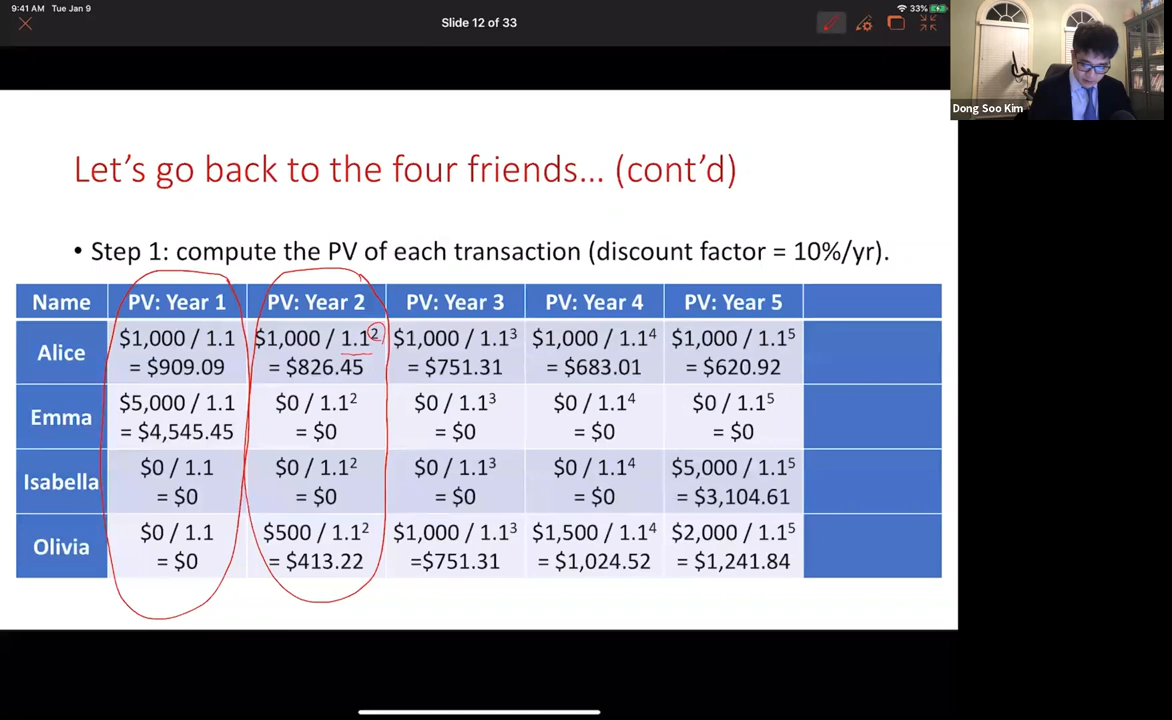 9:41 AM Tue Jan 9
33%
Slide 12 of 33
Dong Soo Kim
Let's go back to the four friends... (cont'd)
• Step 1: compute the PV of each transaction (discount factor = 10%/yr).
Name PV: Year 1 PV: Year 2 PV: Year 3 PV: Year 4 PV: Year 5
Alice $1,000 / 1.1 $1,000 / 1.1² $1,000 / 1.1³ $1,000 / 1.1⁴ $1,000 / 1.1⁵
= $909.09 = $826.45 = $751.31 = $683.01 = $620.92
Emma $5,000 / 1.1 $0 / 1.1² $0 / 1.1³ $0 / 1.1⁴ $0 / 1.1⁵
= $4,545.45 = $0 = $0 = $0 = $0
Isabella $0 / 1.1 $0 / 1.1² $0 / 1.1³ $0 / 1.1⁴ $5,000 / 1.1⁵
= $0 = $0 = $0 = $0 = $3,104.61
Olivia $0 / 1.1 $500 / 1.1² $1,000 / 1.1³ $1,500 / 1.1⁴ $2,000 / 1.1⁵
= $0 = $413.22 =$751.31 = $1,024.52 = $1,241.84